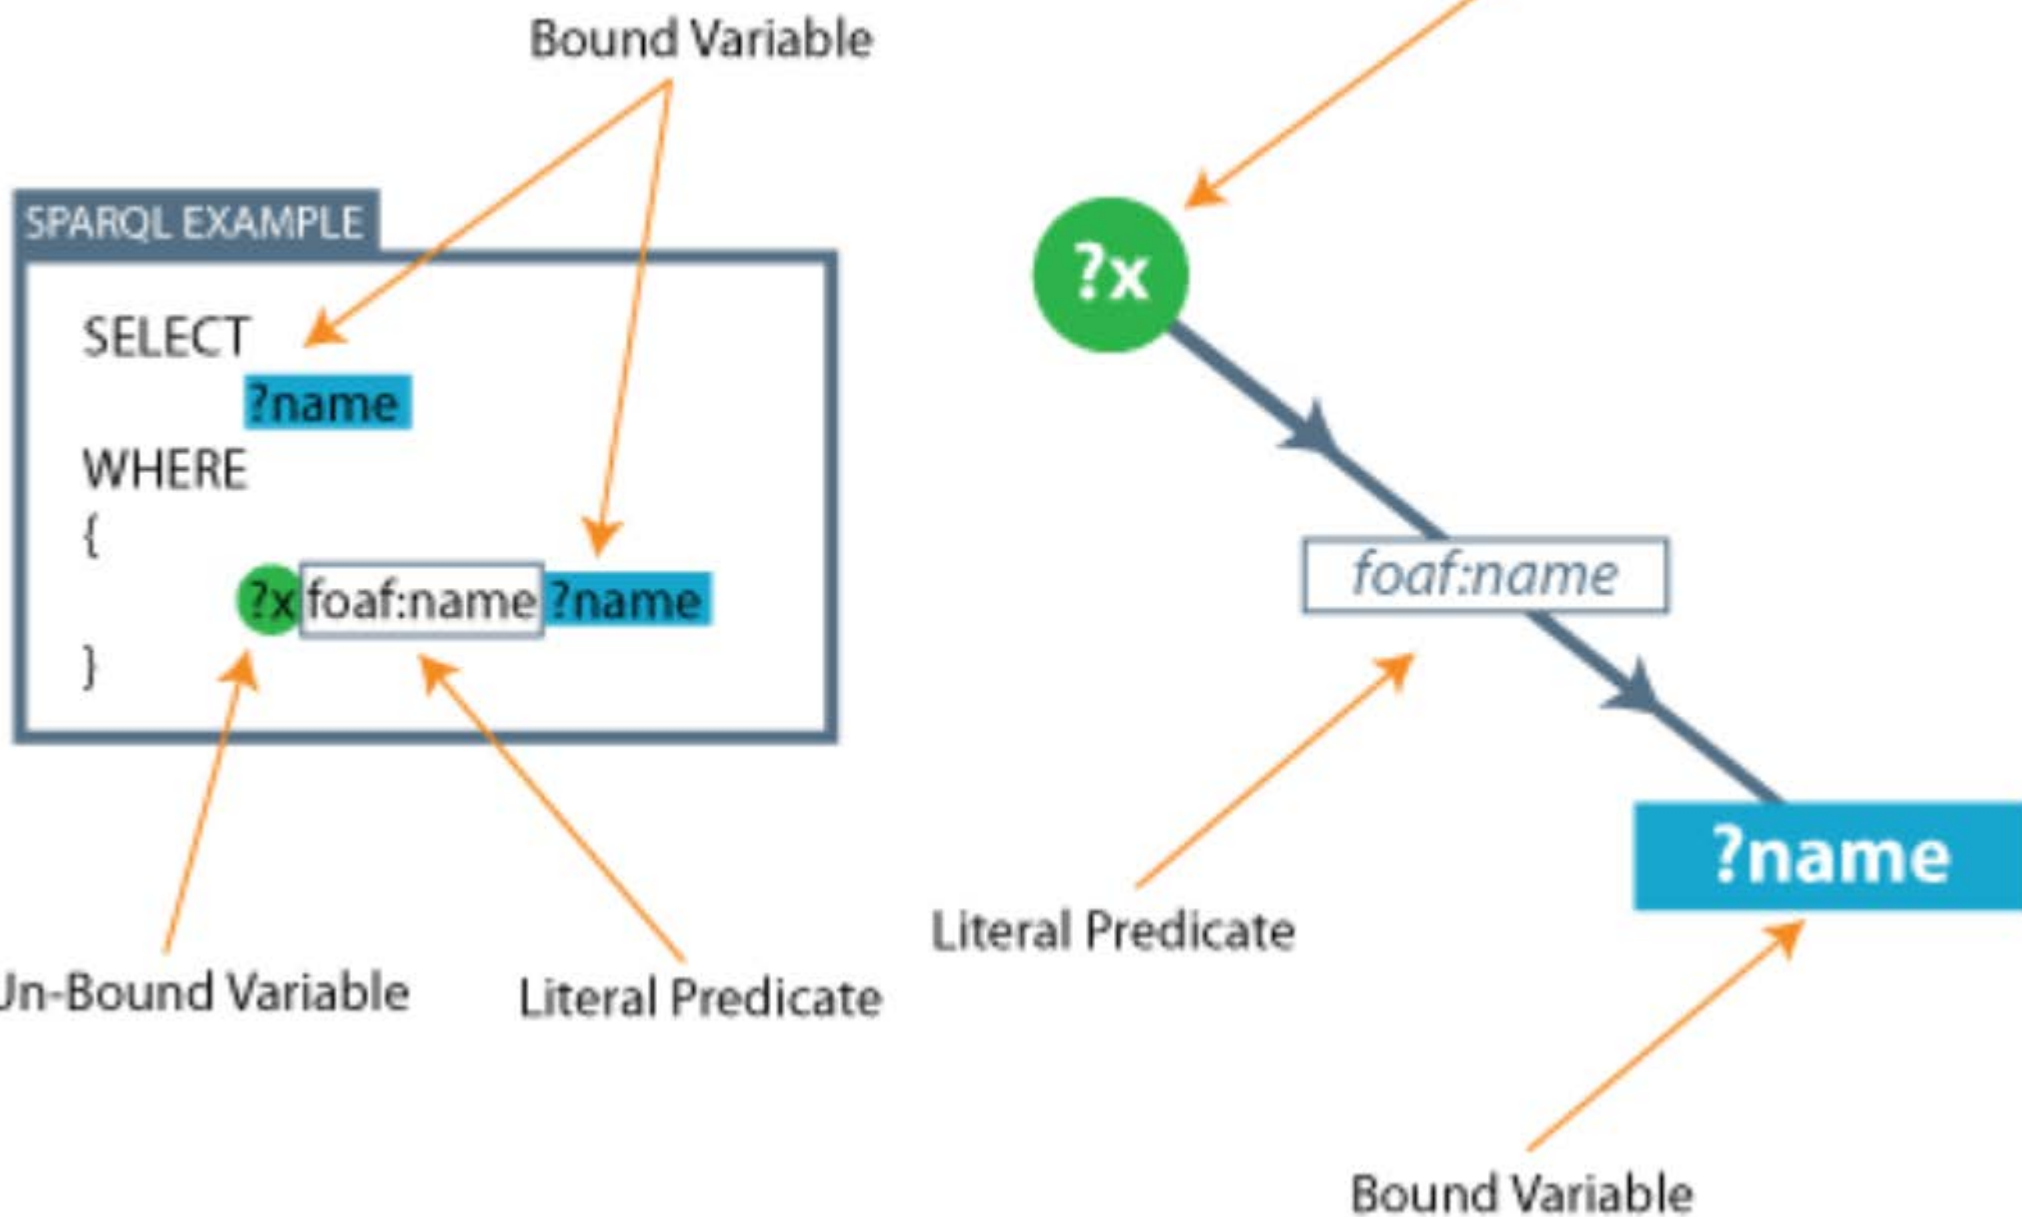 Bound Variable
SPARQL EXAMPLE
SELECT
?name
WHERE
{
?x foaf:name ?name
}
Un-Bound Variable
Literal Predicate
?x
foaf:name
?name
Literal Predicate
Bound Variable